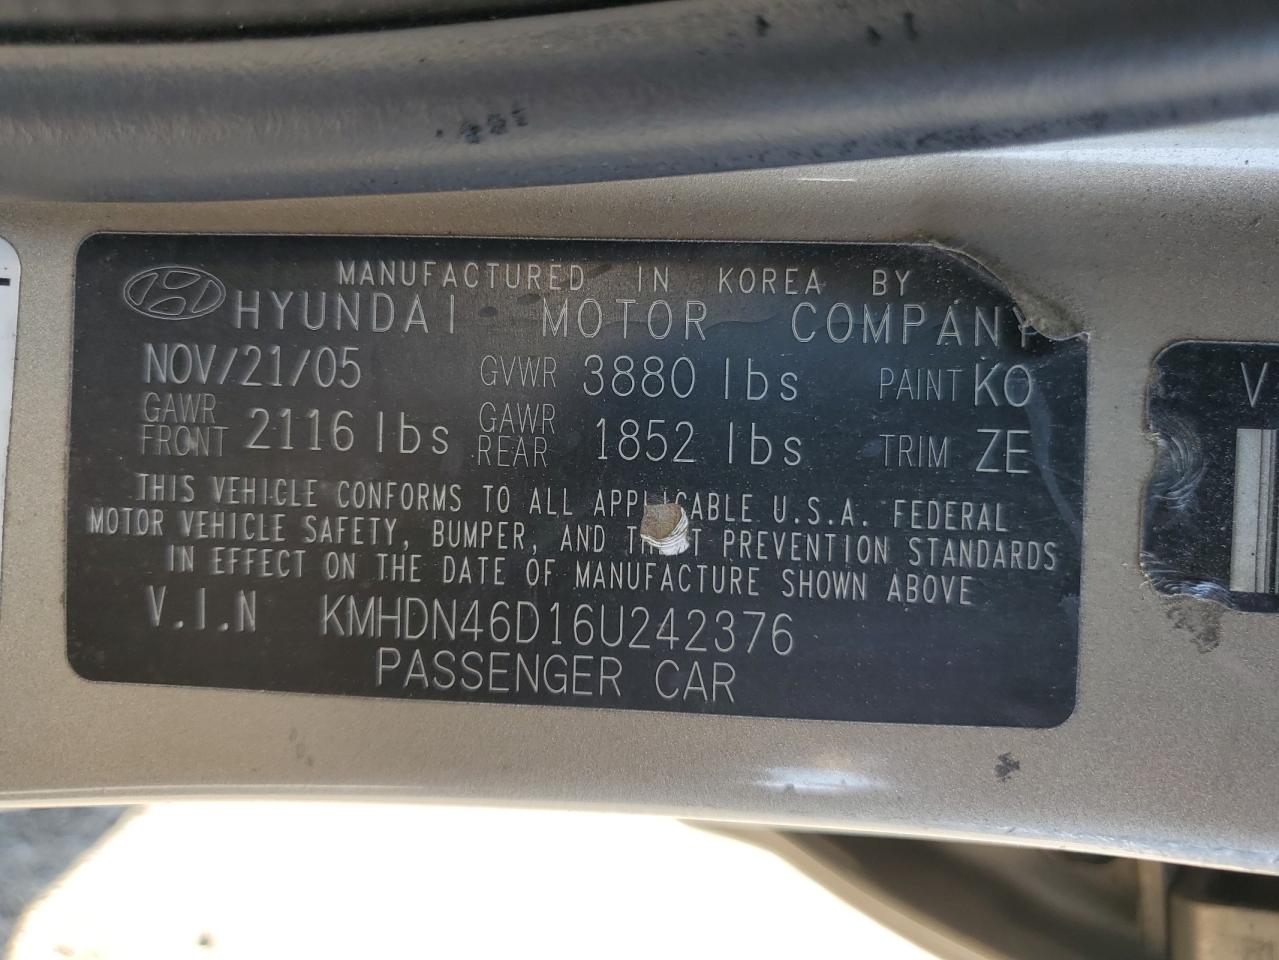 MANUFACTURED IN KOREA BY
HYUNDAI MOTOR COMPANY
NOV/21/05 GVWR 3880 lbs PAINT KO
GAWR FRONT 2116 lbs GAWR REAR 1852 lbs TRIM ZE
THIS VEHICLE CONFORMS TO ALL APPLICABLE U.S.A. FEDERAL
MOTOR VEHICLE SAFETY, BUMPER, AND THEFT PREVENTION STANDARDS
IN EFFECT ON THE DATE OF MANUFACTURE SHOWN ABOVE
V.I.N KMHDN46D16U242376
PASSENGER CAR
V